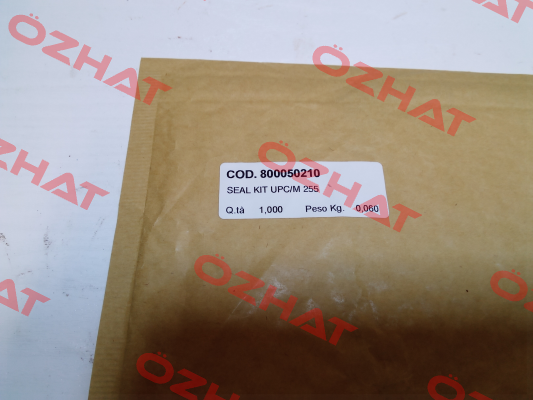 COD. 800050210
SEAL KIT UPC/M 255
Q.tà 1,000 Peso Kg. 0,060
ÖZHAT
ÖZHAT
ÖZHAT
ÖZHAT
ÖZHAT
ÖZHAT
ÖZHAT
ÖZHAT
ÖZHAT